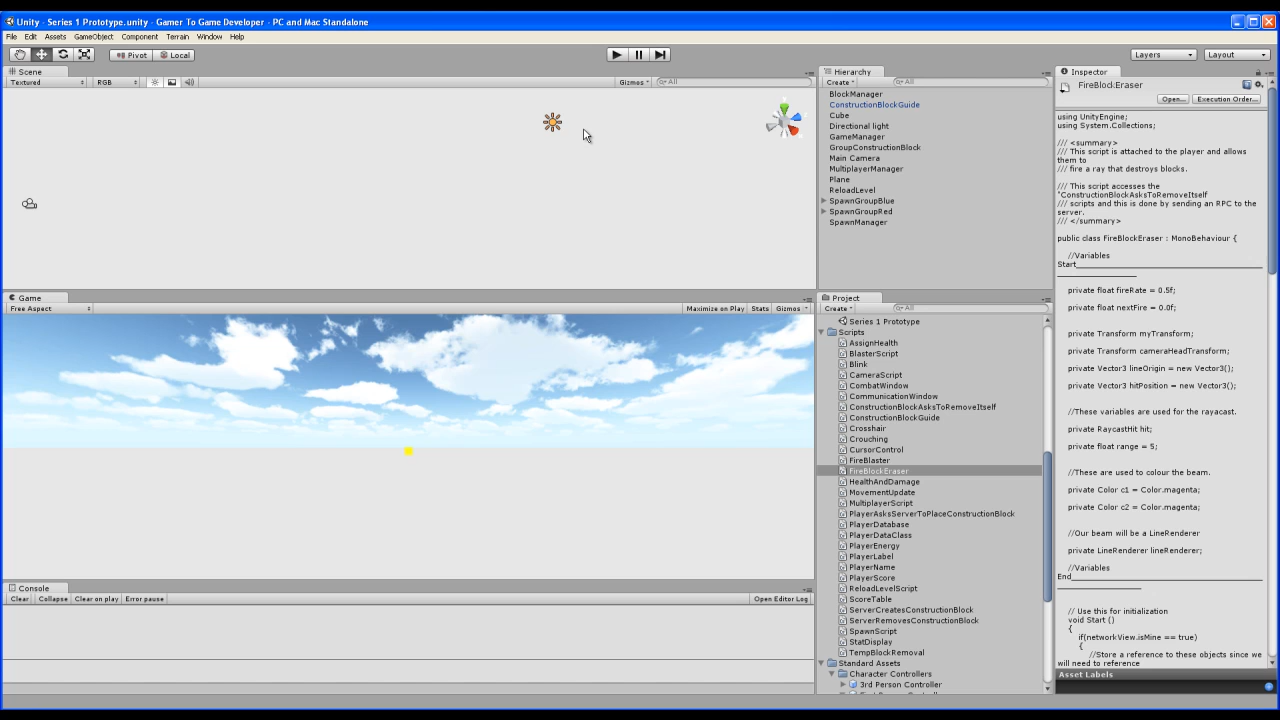 Unity - Series 1 Prototype.unity - Gamer To Game Developer - PC and Mac Standalone
File Edit Assets GameObject Component Terrain Window Help
Pivot Local Layers Layout
Scene
Textured RGB Gizmos All
Game
Free Aspect Maximize on Play Stats Gizmos
Console
Clear Collapse Clear on play Error pause Open Editor Log
Hierarchy
Create All
BlockManager
ConstructionBlockGuide
Cube
Directional light
GameManager
GroupConstructionBlock
Main Camera
MultiplayerManager
Plane
ReloadLevel
SpawnGroupBlue
SpawnGroupRed
SpawnManager
Project
Create All
Series 1 Prototype
Scripts
AssignHealth
BlasterScript
Blink
CameraScript
CombatWindow
CommunicationWindow
ConstructionBlockAsksToRemoveItself
ConstructionBlockGuide
Crosshair
Crouching
CursorControl
FireBlaster
FireBlockEraser
HealthAndDamage
MovementUpdate
MultiplayerScript
PlayerAsksServerToPlaceConstructionBlock
PlayerDatabase
PlayerDataClass
PlayerEnergy
PlayerLabel
PlayerName
PlayerScore
ReloadLevelScript
ScoreTable
ServerCreatesConstructionBlock
ServerRemovesConstructionBlock
SpawnScript
StatDisplay
TempBlockRemoval
Standard Assets
Character Controllers
3rd Person Controller
Inspector
FireBlock:Eraser
Open... Execution Order...
using UnityEngine;
using System.Collections;
/// <summary>
/// This script is attached to the player and allows
them to
/// fire a ray that destroys blocks.
/// This script accesses the
"ConstructionBlockAsksToRemoveItself
/// scripts and this is done by sending an RPC to the
server.
/// </summary>
public class FireBlockEraser : MonoBehaviour {
//Variables
Start___
private float fireRate = 0.5f;
private float nextFire = 0.0f;
private Transform myTransform;
private Transform cameraHeadTransform;
private Vector3 lineOrigin = new Vector3();
private Vector3 hitPosition = new Vector3();
//These variables are used for the rayacast.
private RaycastHit hit;
private float range = 5;
//These are used to colour the beam.
private Color c1 = Color.magenta;
private Color c2 = Color.magenta;
//Our beam will be a LineRenderer
private LineRenderer lineRenderer;
//Variables
End___
// Use this for initialization
void Start ()
{
if(networkView.isMine == true)
{
//Store a reference to these objects since we
will need to reference
Asset Labels